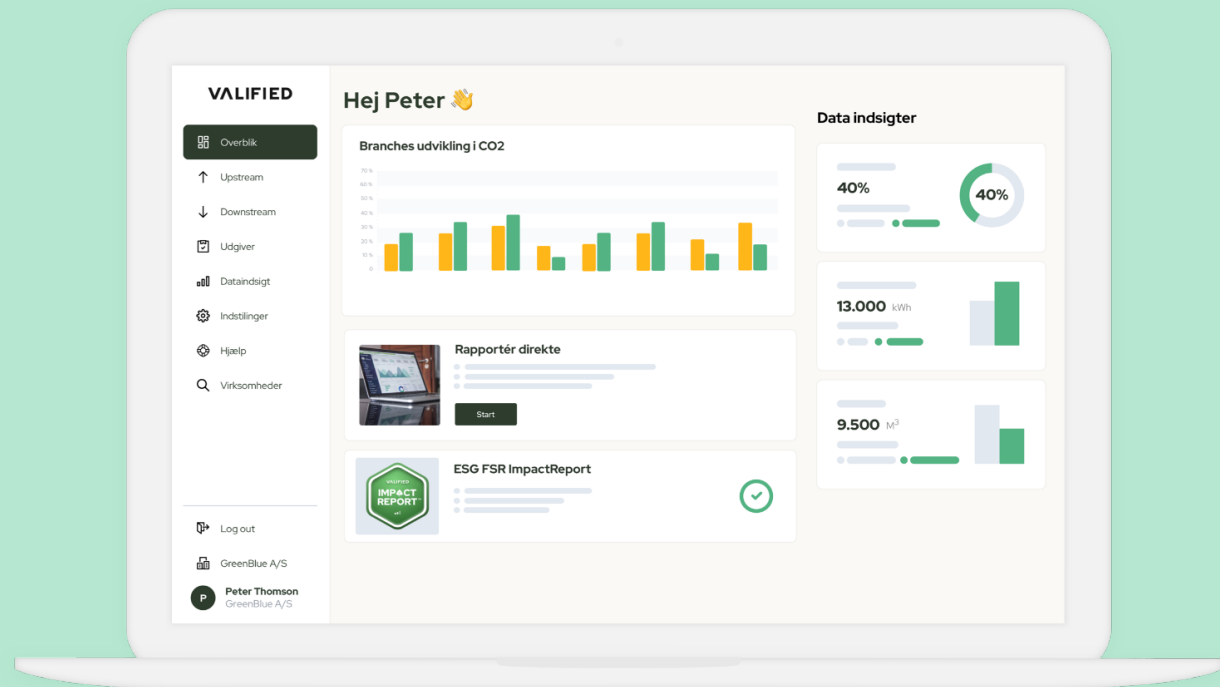 VALIFIED
Overblik
Upstream
Downstream
Udgiver
Dataindsigt
Indstilinger
Hjælp
Virksomheder
Log out
GreenBlue A/S
P
Peter Thomson
GreenBlue A/S
Hej Peter 👋
Branches udvikling i CO2
70 %
60 %
50 %
40 %
30 %
20 %
10 %
0
Rapportér direkte
Start
VALIFIED
IMPACT
REPORT
ESG FSR ImpactReport
Data indsigter
40%
40%
13.000 kWh
9.500 M³